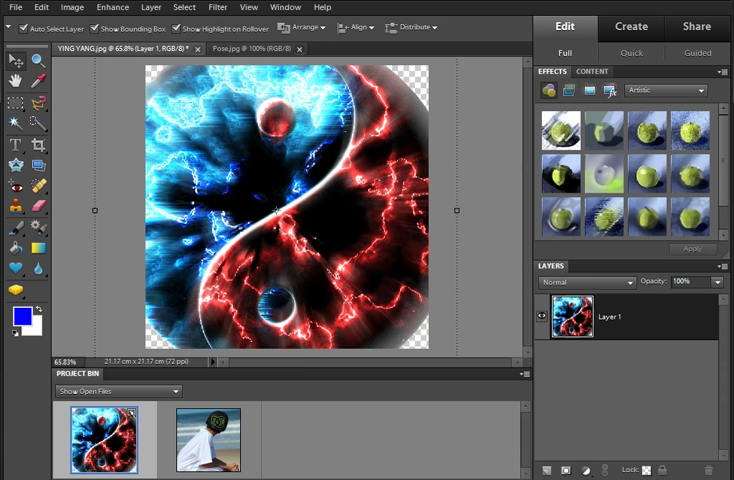 File Edit Image Enhance Layer Select Filter View Window Help
Auto Select Layer Show Bounding Box Show Highlight on Rollover Arrange Align Distribute
Edit Create Share
YING YANG.jpg @ 65.8% (Layer 1, RGB/8) * Pose.jpg @ 100% (RGB/8)
Full Quick Guided
EFFECTS CONTENT
Artistic
Apply
LAYERS
Normal Opacity: 100%
Layer 1
65.83% 21.17 cm x 21.17 cm (72 ppi)
PROJECT BIN
Show Open Files
Lock: